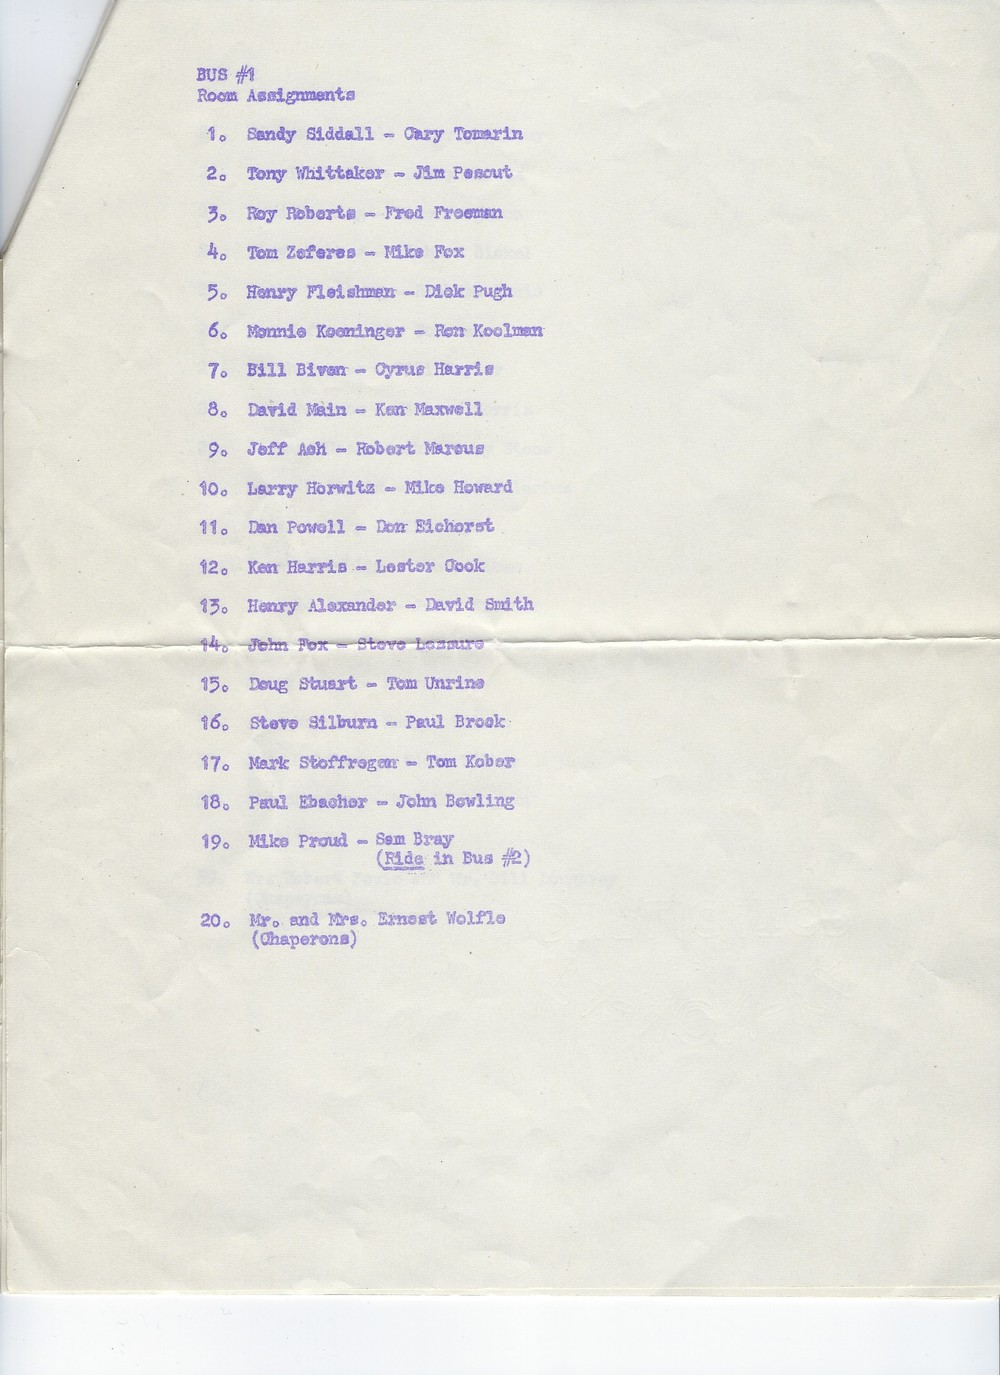 BUS #1
Room Assignments
1. Sandy Siddall - Gary Tomarin
2. Tony Whittaker - Jim Pescut
3. Roy Roberts - Fred Freeman
4. Tom Zeferes - Mike Fox
5. Henry Fleishman - Dick Pugh
6. Monnie Koeninger - Ron Koolman
7. Bill Biven - Cyrus Harris
8. David Main - Ken Maxwell
9. Jeff Ash - Robert Marcus
10. Larry Horwitz - Mike Howard
11. Dan Powell - Don Eichorst
12. Ken Harris - Lester Cook
13. Henry Alexander - David Smith
14. John Fox - Steve
15. Doug Stuart - Tom Unrine
16. Steve Silburn - Paul Brock
17. Mark Stoffregen - Tom Kober
18. Paul Ebacher - John Bowling
19. Mike Proud - Sam Bray
(Ride in Bus #2)
20. Mr. and Mrs. Ernest Wolfle
(Chaperons)